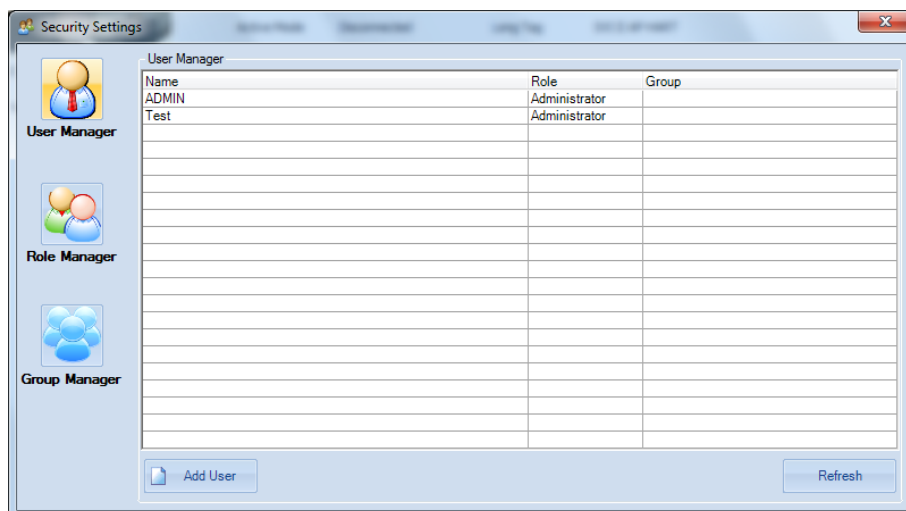 Security Settings
User Manager
Role Manager
Group Manager
User Manager
Name Role Group
ADMIN Administrator
Test Administrator
Add User
Refresh